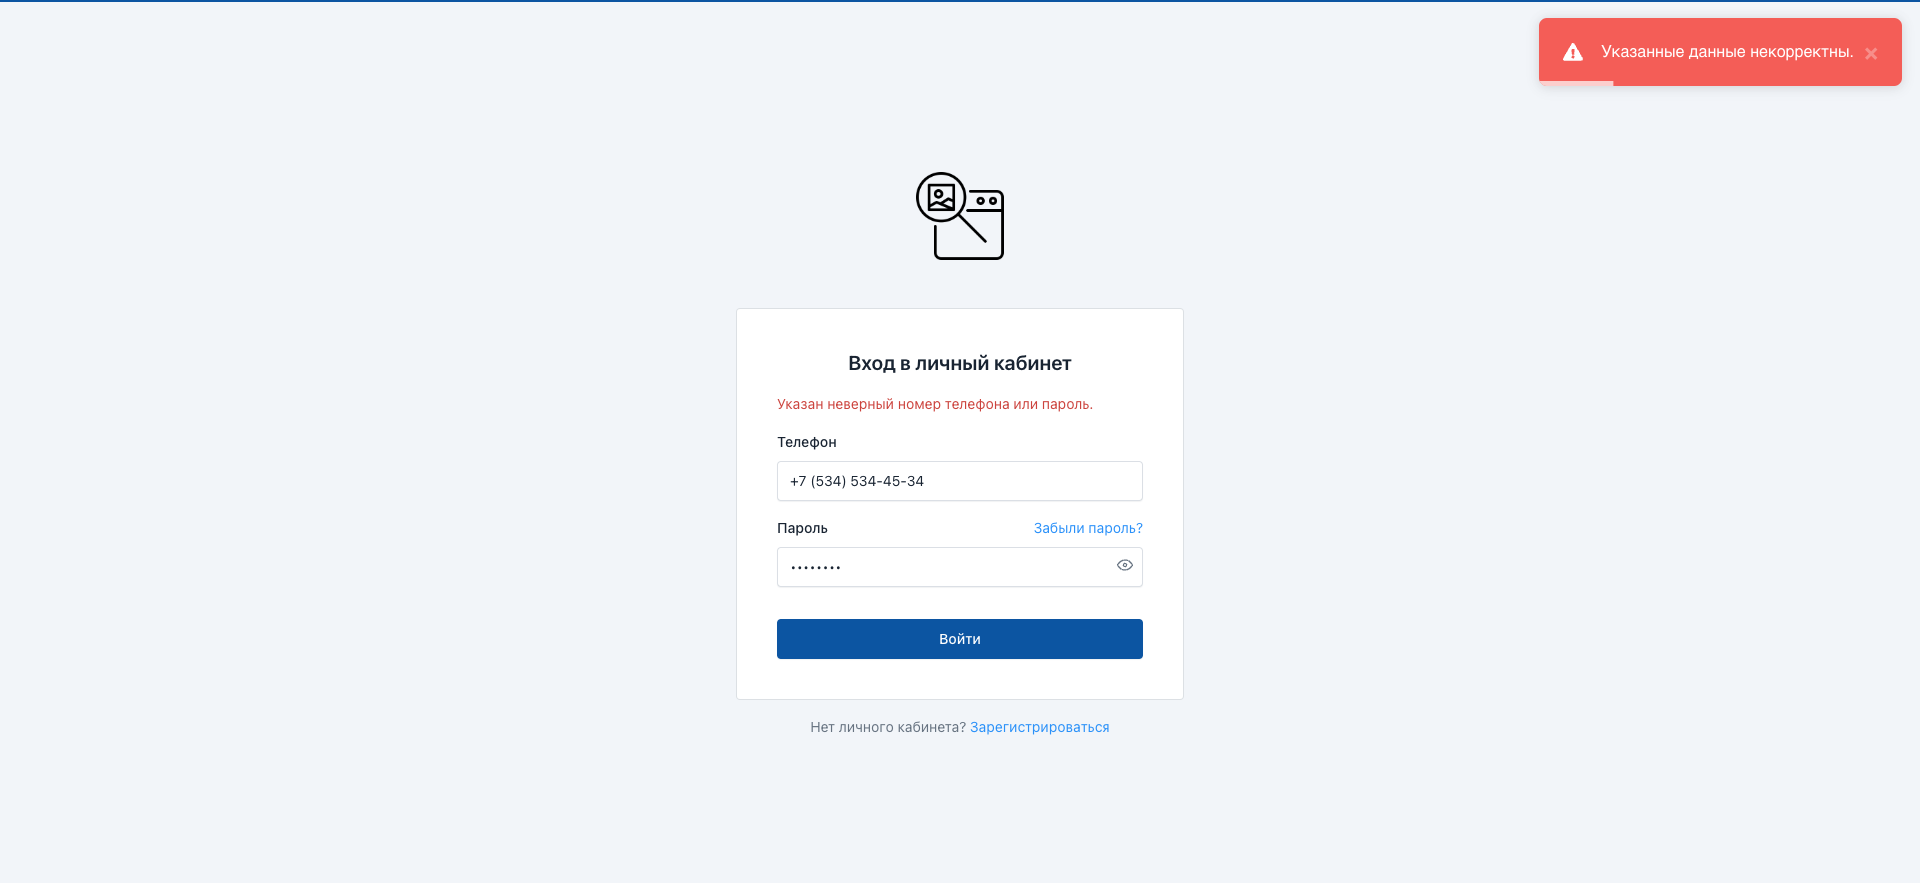 Указанные данные некорректны.
Вход в личный кабинет
Указан неверный номер телефона или пароль.
Телефон
+7 (534) 534-45-34
Пароль
Забыли пароль?
••••••••
Войти
Нет личного кабинета? Зарегистрироваться